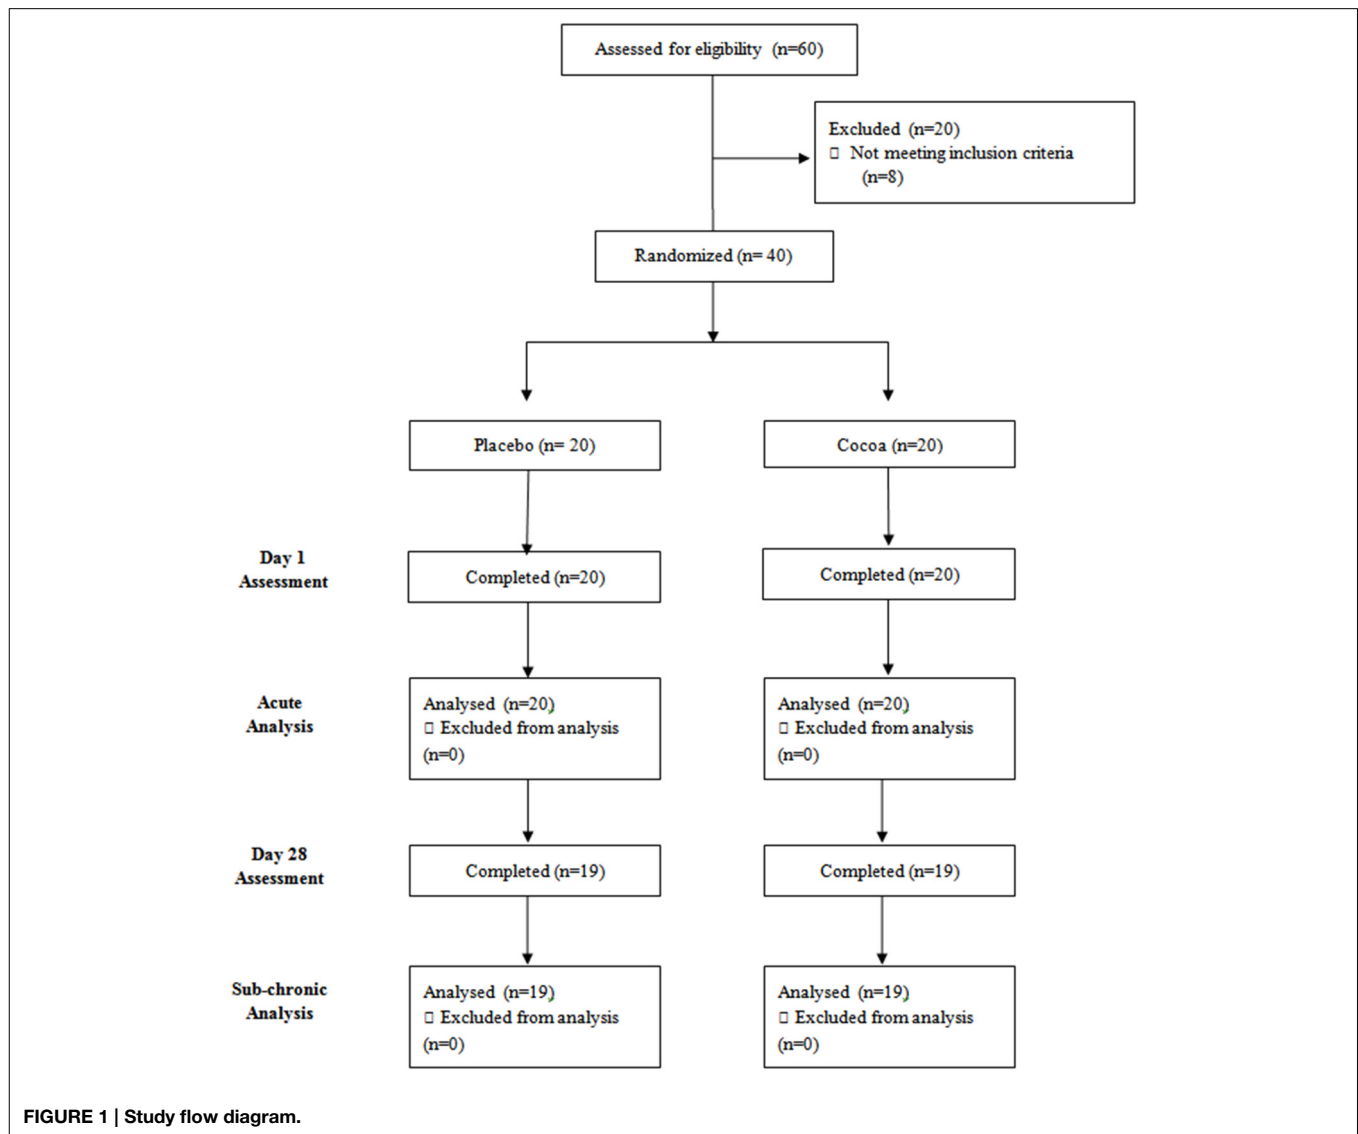 Assessed for eligibility (n=60)
Excluded (n=20)
▯ Not meeting inclusion criteria
(n=8)
Randomized (n= 40)
Placebo (n= 20)
Cocoa (n=20)
Day 1
Assessment
Completed (n=20)
Completed (n=20)
Acute
Analysis
Analysed (n=20)
▯ Excluded from analysis
(n=0)
Analysed (n=20)
▯ Excluded from analysis
(n=0)
Day 28
Assessment
Completed (n=19)
Completed (n=19)
Sub-chronic
Analysis
Analysed (n=19)
▯ Excluded from analysis
(n=0)
Analysed (n=19)
▯ Excluded from analysis
(n=0)
FIGURE 1 | Study flow diagram.